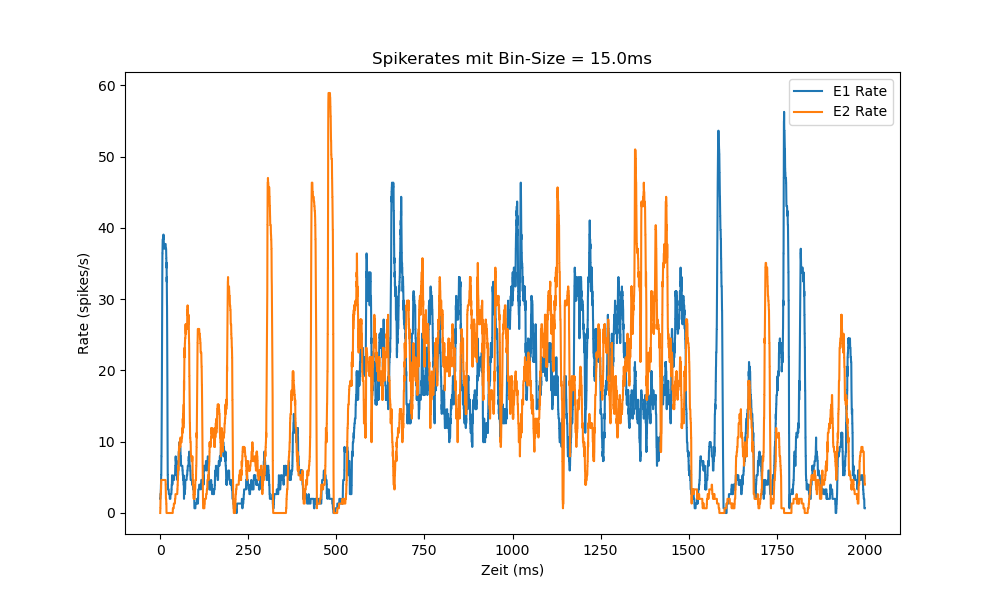 Spikerates mit Bin-Size = 15.0ms
E1 Rate
E2 Rate
Rate (spikes/s)
60
50
40
30
20
10
0
0 250 500 750 1000 1250 1500 1750 2000
Zeit (ms)